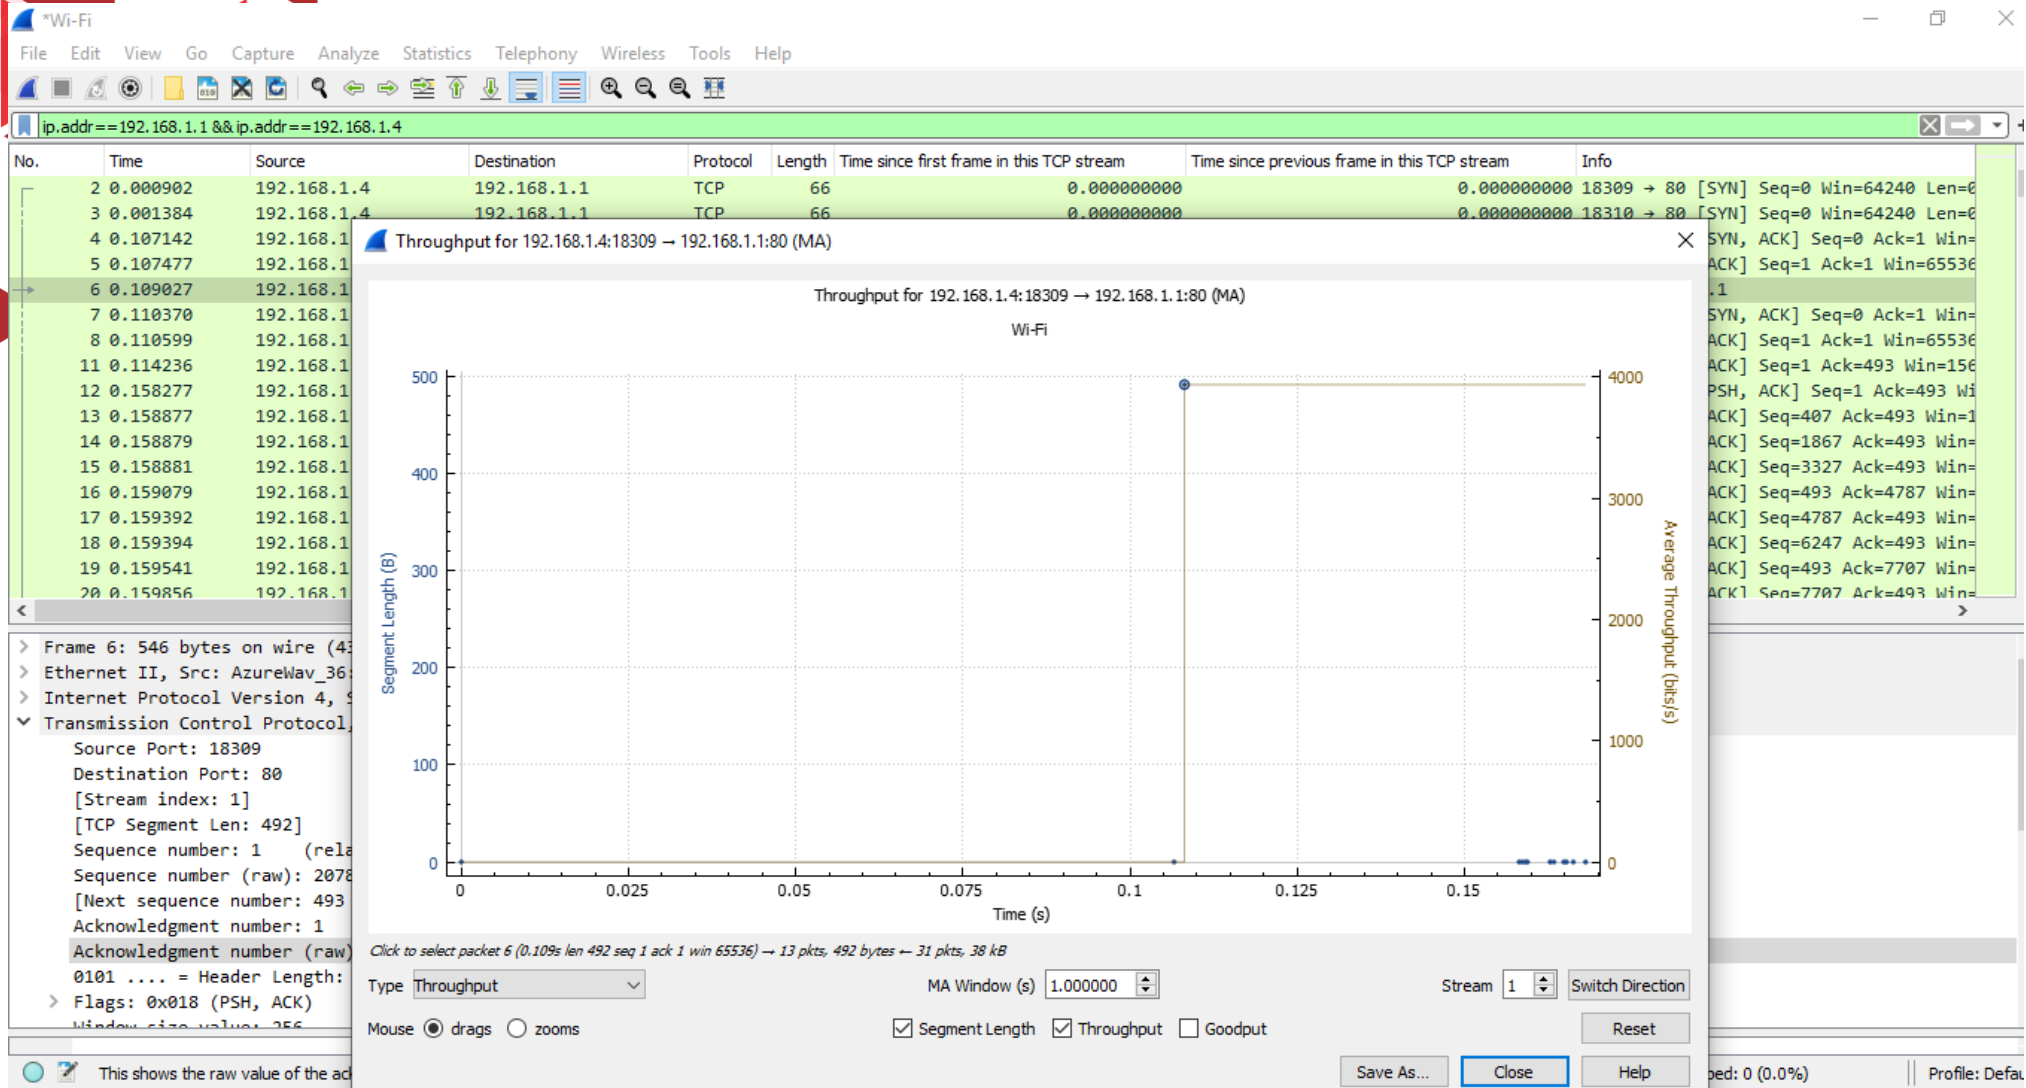 *Wi-Fi
File Edit View Go Capture Analyze Statistics Telephony Wireless Tools Help
ip.addr==192.168.1.1 &&ip.addr==192.168.1.4
No. Time Source Destination Protocol Length Time since first frame in this TCP stream Time since previous frame in this TCP stream Info
2 0.000902 192.168.1.4 192.168.1.1 TCP 66 0.000000000 0.000000000 18309 → 80 [SYN] Seq=0 Win=64240 Len=0
3 0.001384 192.168.1.4 192.168.1.1 TCP 66 0.000000000 0.000000000 18310 → 80 [SYN] Seq=0 Win=64240 Len=0
4 0.107142 192.168.1 SYN, ACK] Seq=0 Ack=1 Win=
5 0.107477 192.168.1 ACK] Seq=1 Ack=1 Win=65536
6 0.109027 192.168.1 .1
7 0.110370 192.168.1 SYN, ACK] Seq=0 Ack=1 Win=
8 0.110599 192.168.1 ACK] Seq=1 Ack=1 Win=65536
11 0.114236 192.168.1 ACK] Seq=1 Ack=493 Win=156
12 0.158277 192.168.1 PSH, ACK] Seq=1 Ack=493 Wi
13 0.158877 192.168.1 ACK] Seq=407 Ack=493 Win=1
14 0.158879 192.168.1 ACK] Seq=1867 Ack=493 Win=
15 0.158881 192.168.1 ACK] Seq=3327 Ack=493 Win=
16 0.159079 192.168.1 ACK] Seq=493 Ack=4787 Win=
17 0.159392 192.168.1 ACK] Seq=4787 Ack=493 Win=
18 0.159394 192.168.1 ACK] Seq=6247 Ack=493 Win=
19 0.159541 192.168.1 ACK] Seq=493 Ack=7707 Win=
20 0.159856 192.168.1 ACK] Seq=7707 Ack=493 Win=
Frame 6: 546 bytes on wire (43
Ethernet II, Src: AzureWav_36:
Internet Protocol Version 4, S
Transmission Control Protocol,
Source Port: 18309
Destination Port: 80
[Stream index: 1]
[TCP Segment Len: 492]
Sequence number: 1 (rela
Sequence number (raw): 2078
[Next sequence number: 493
Acknowledgment number: 1
Acknowledgment number (raw)
0101 .... = Header Length:
Flags: 0x018 (PSH, ACK)
Window size value: 256
Throughput for 192.168.1.4:18309 → 192.168.1.1:80 (MA)
Throughput for 192.168.1.4:18309 → 192.168.1.1:80 (MA)
Wi-Fi
500
400
300
200
100
0
Segment Length (B)
4000
3000
2000
1000
0
Average Throughput (bits/s)
0 0.025 0.05 0.075 0.1 0.125 0.15
Time (s)
Click to select packet 6 (0.109s len 492 seq 1 ack 1 win 65536) → 13 pkts, 492 bytes ← 31 pkts, 38 kB
Type Throughput MA Window (s) 1.000000 Stream 1 Switch Direction
Mouse drags zooms Segment Length Throughput Goodput Reset
Save As... Close Help
This shows the raw value of the ack
ped: 0 (0.0%) Profile: Defau